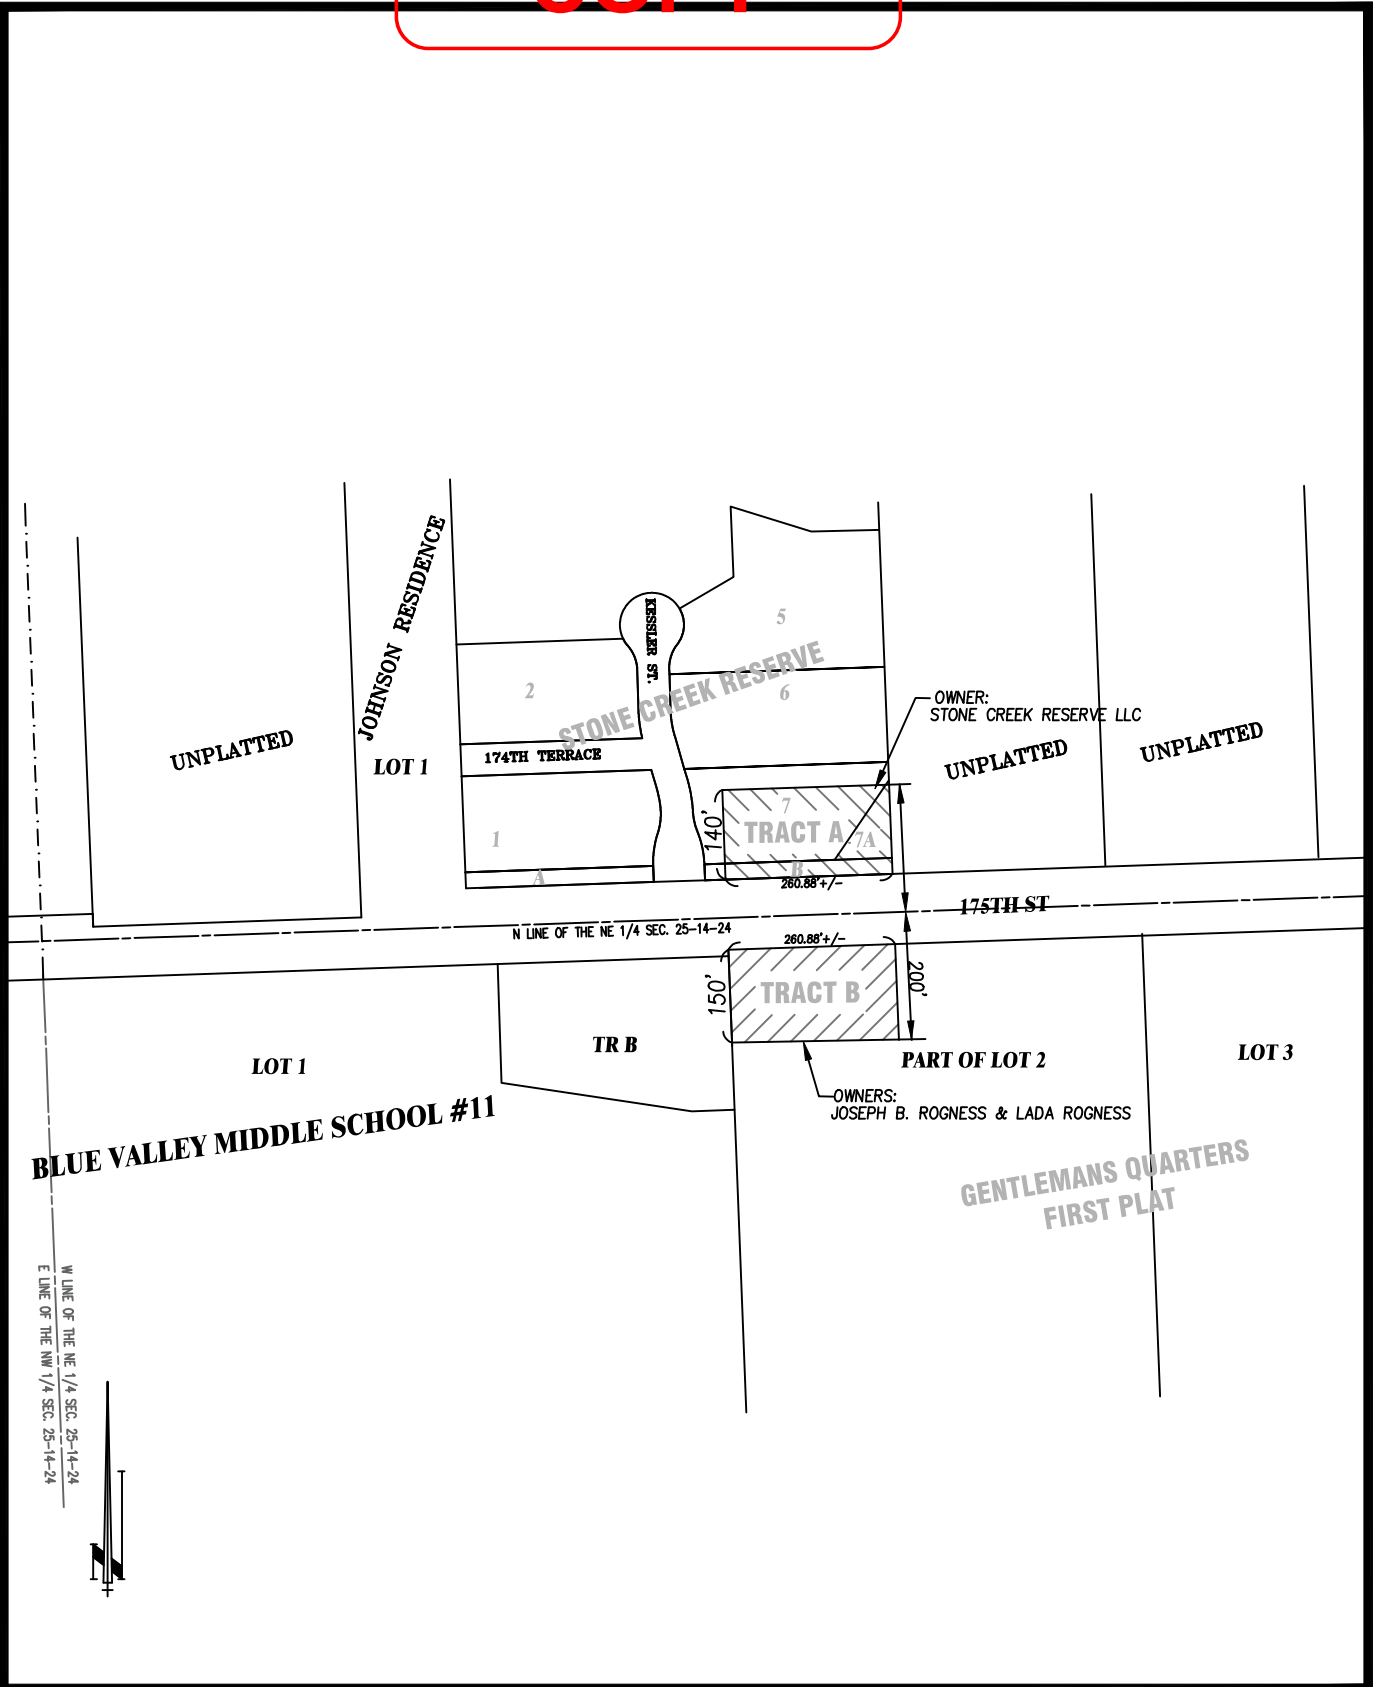 JOHNSON RESIDENCE
KESSLER ST.
5
2
STONE CREEK RESERVE
6
OWNER:
STONE CREEK RESERVE LLC
UNPLATTED
174TH TERRACE
LOT 1
UNPLATTED
UNPLATTED
7
140'
TRACT A
7A
1
A
B
260.88'+/-
175TH ST
N LINE OF THE NE 1/4 SEC. 25-14-24
260.88'+/-
150'
TRACT B
200'
TR B
LOT 1
PART OF LOT 2
LOT 3
OWNERS:
JOSEPH B. ROGNESS & LADA ROGNESS
BLUE VALLEY MIDDLE SCHOOL #11
GENTLEMANS QUARTERS
FIRST PLAT
W LINE OF THE NE 1/4 SEC. 25-14-24
E LINE OF THE NW 1/4 SEC. 25-14-24
N